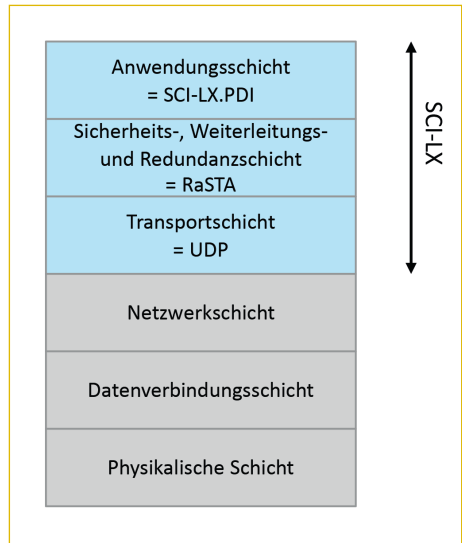 Anwendungsschicht
= SCI-LX.PDI
Sicherheits-, Weiterleitungs-
und Redundanzschicht
= RaSTA
Transportschicht
= UDP
Netzwerkschicht
Datenverbindungsschicht
Physikalische Schicht
SCI-LX